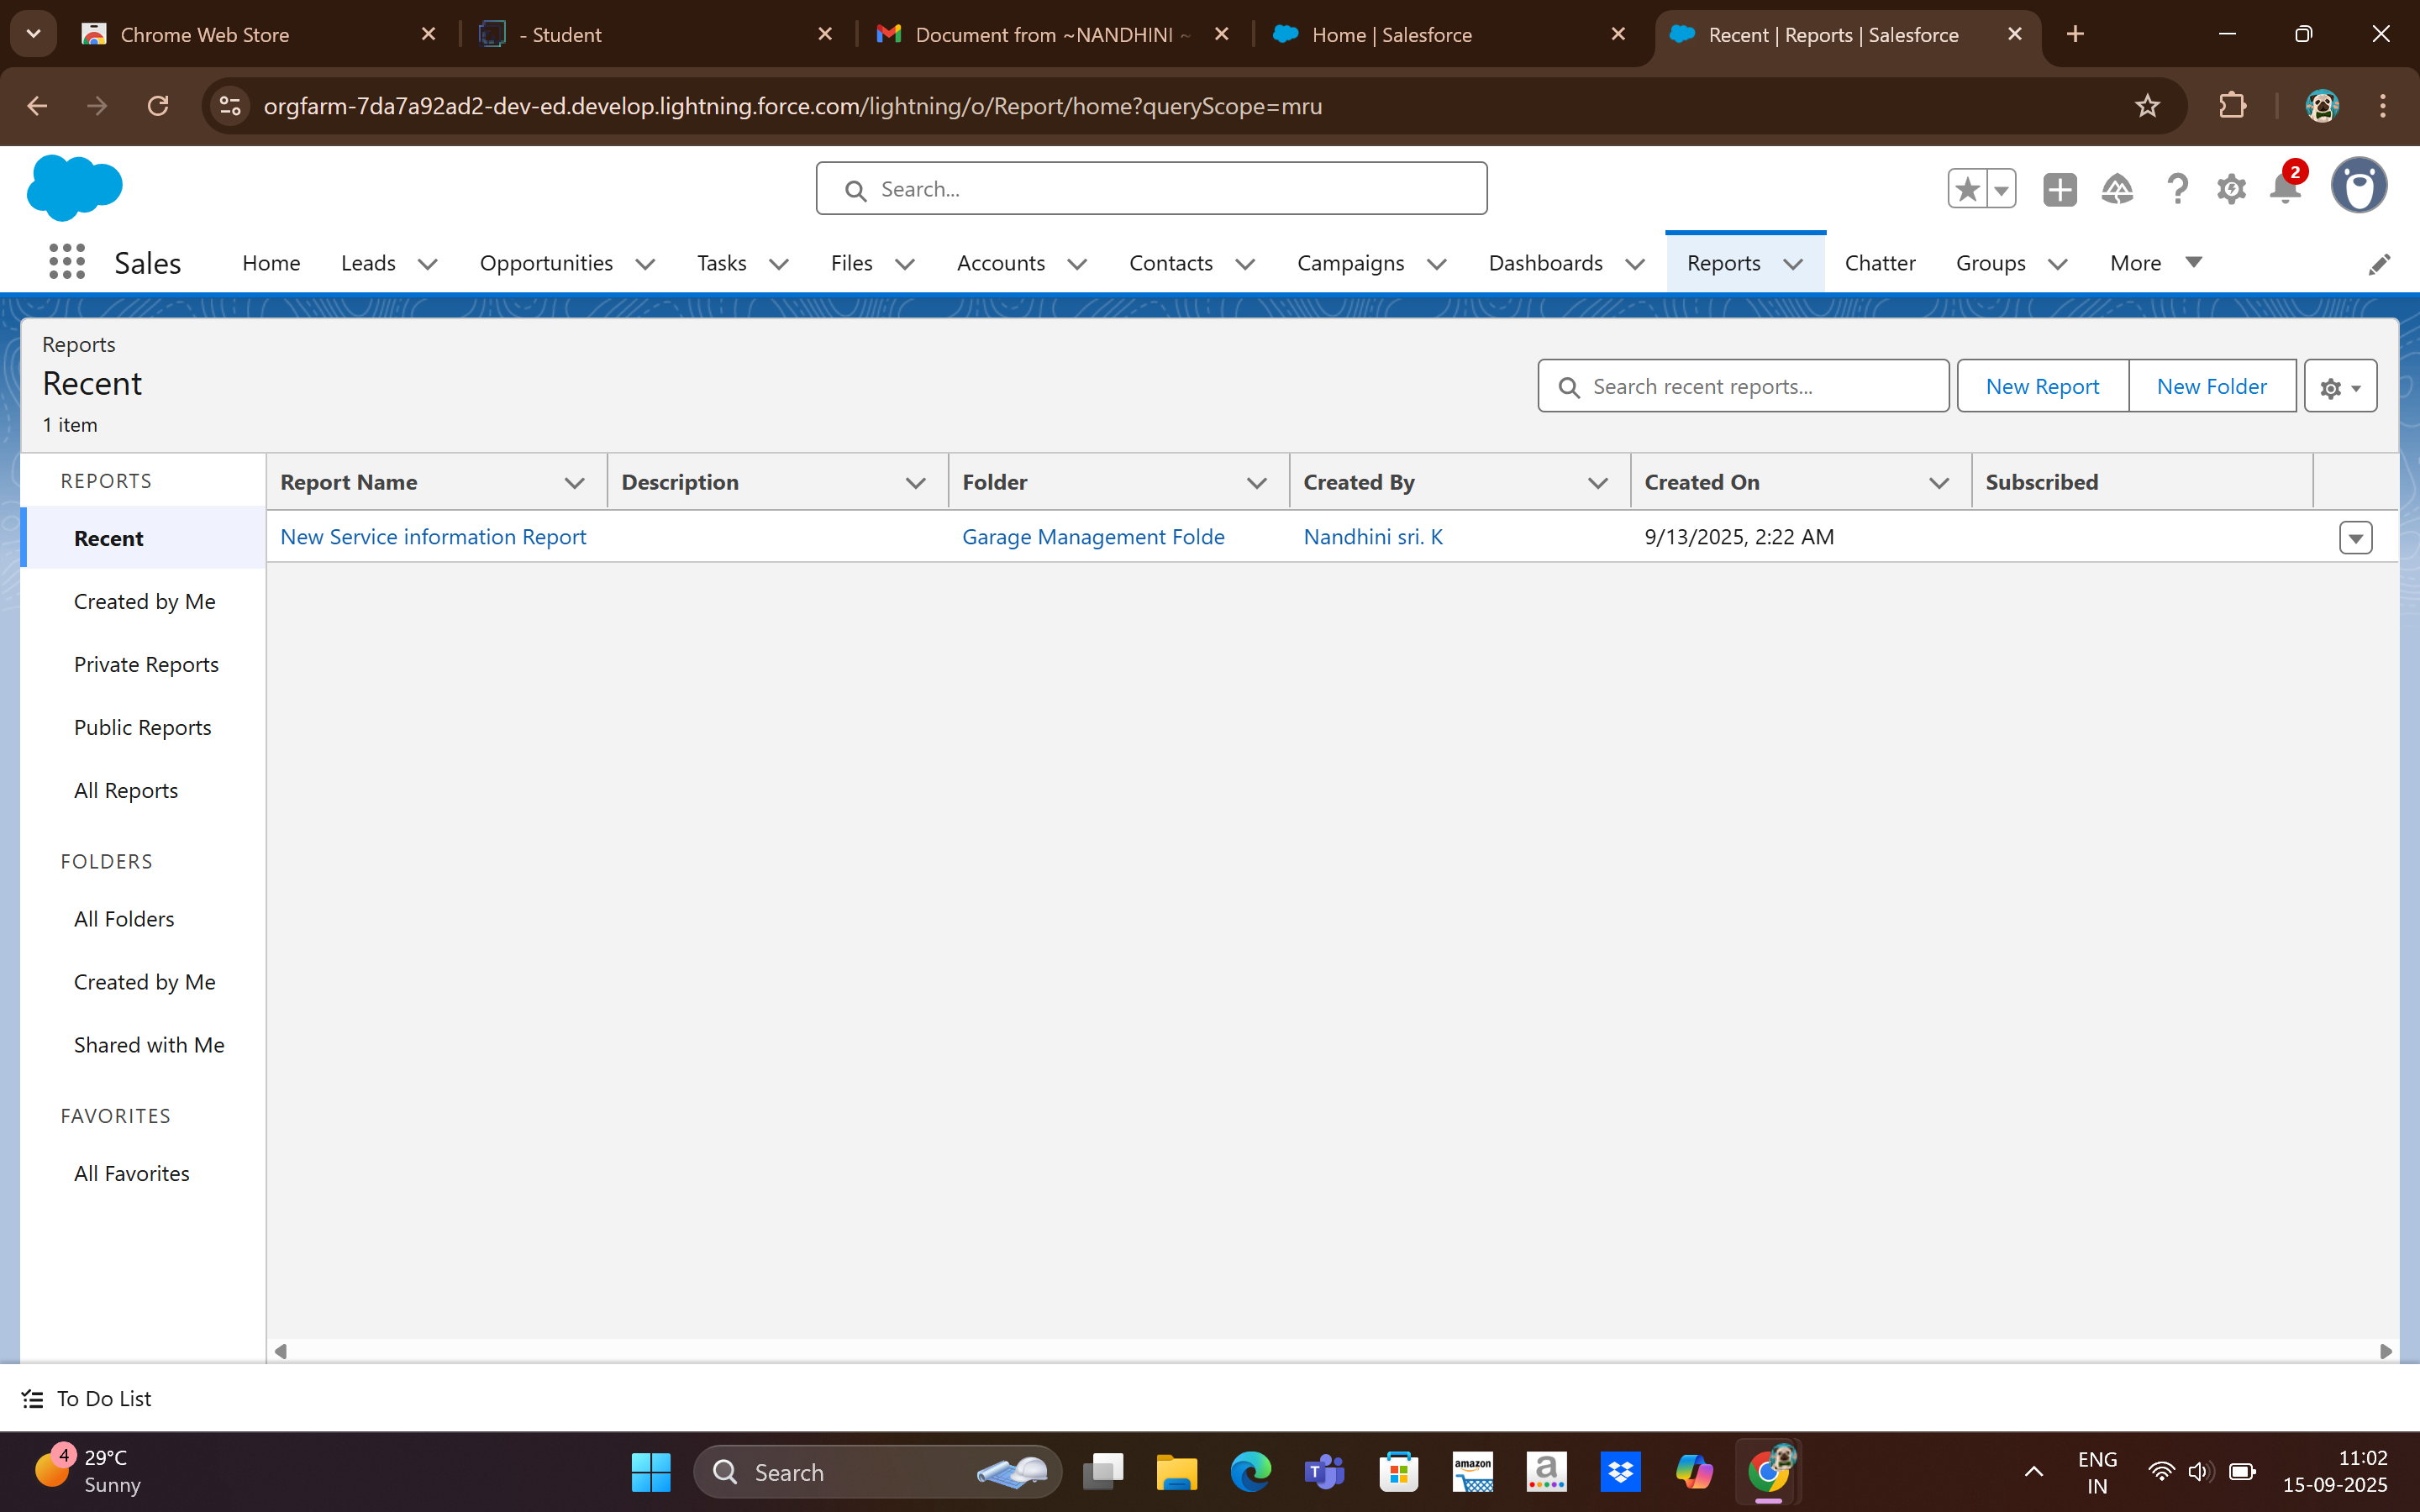 Chrome Web Store
- Student
Document from ~NANDHINI ~
Home | Salesforce
Recent | Reports | Salesforce
orgfarm-7da7a92ad2-dev-ed.develop.lightning.force.com/lightning/o/Report/home?queryScope=mru
Search...
2
Sales
Home
Leads
Opportunities
Tasks
Files
Accounts
Contacts
Campaigns
Dashboards
Reports
Chatter
Groups
More
Reports
Recent
1 item
Search recent reports...
New Report
New Folder
REPORTS
Recent
Created by Me
Private Reports
Public Reports
All Reports
FOLDERS
All Folders
Created by Me
Shared with Me
FAVORITES
All Favorites
Report Name
Description
Folder
Created By
Created On
Subscribed
New Service information Report
Garage Management Folde
Nandhini sri. K
9/13/2025, 2:22 AM
To Do List
4
29°C
Sunny
Search
amazon
a
ENG
IN
11:02
15-09-2025